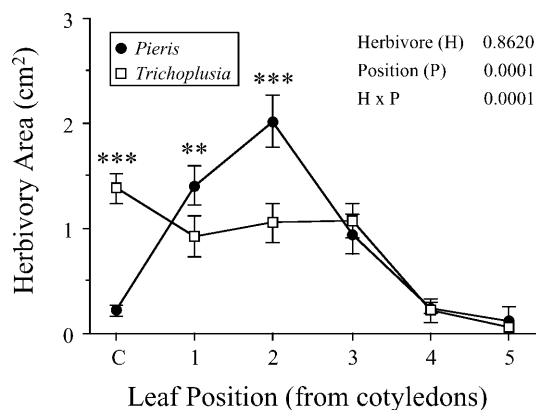 Herbivory Area (cm²)
3
2
1
0
Pieris
Trichoplusia
Herbivore (H) 0.8620
Position (P) 0.0001
H x P 0.0001
***
**
***
C 1 2 3 4 5
Leaf Position (from cotyledons)